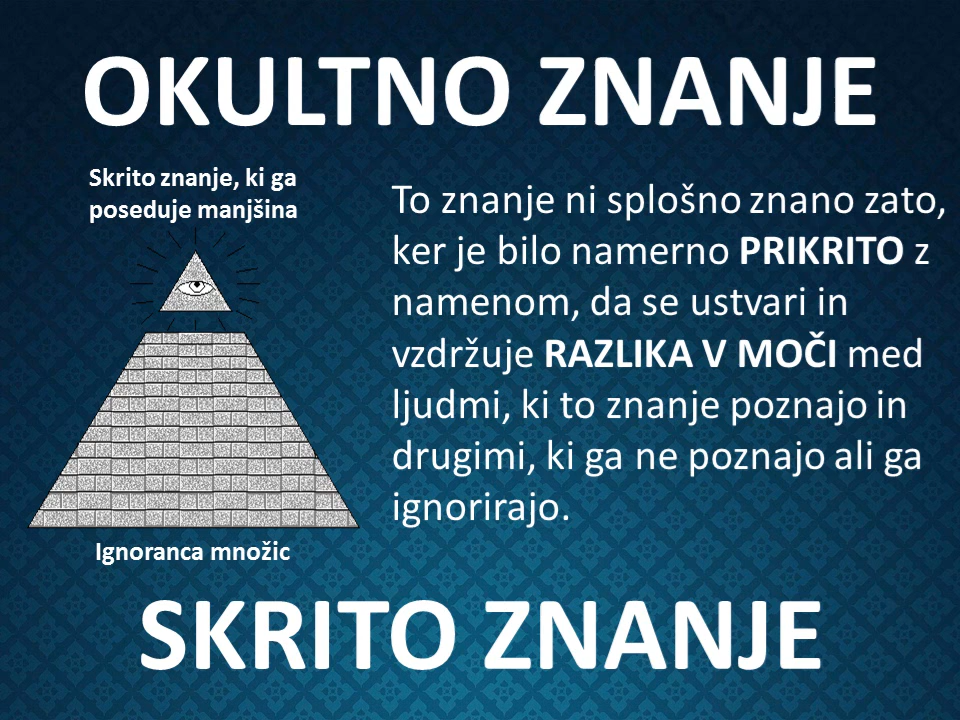 OKULTNO ZNANJE
Skrito znanje, ki ga
poseduje manjšina
To znanje ni splošno znano zato,
ker je bilo namerno PRIKRITO z
namenom, da se ustvari in
vzdržuje RAZLIKA V MOČI med
ljudmi, ki to znanje poznajo in
drugimi, ki ga ne poznajo ali ga
ignorirajo.
Ignoranca množic
SKRITO ZNANJE